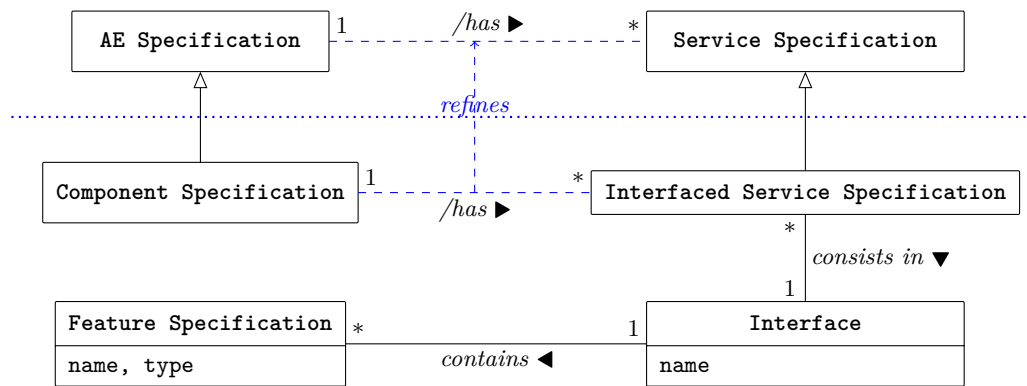 1 /has ▶ *
AE Specification Service Specification
refines
1 *
Component Specification Interfaced Service Specification
/has ▶
*
consists in ▼
1
Feature Specification * 1 Interface
contains ◀
name, type name